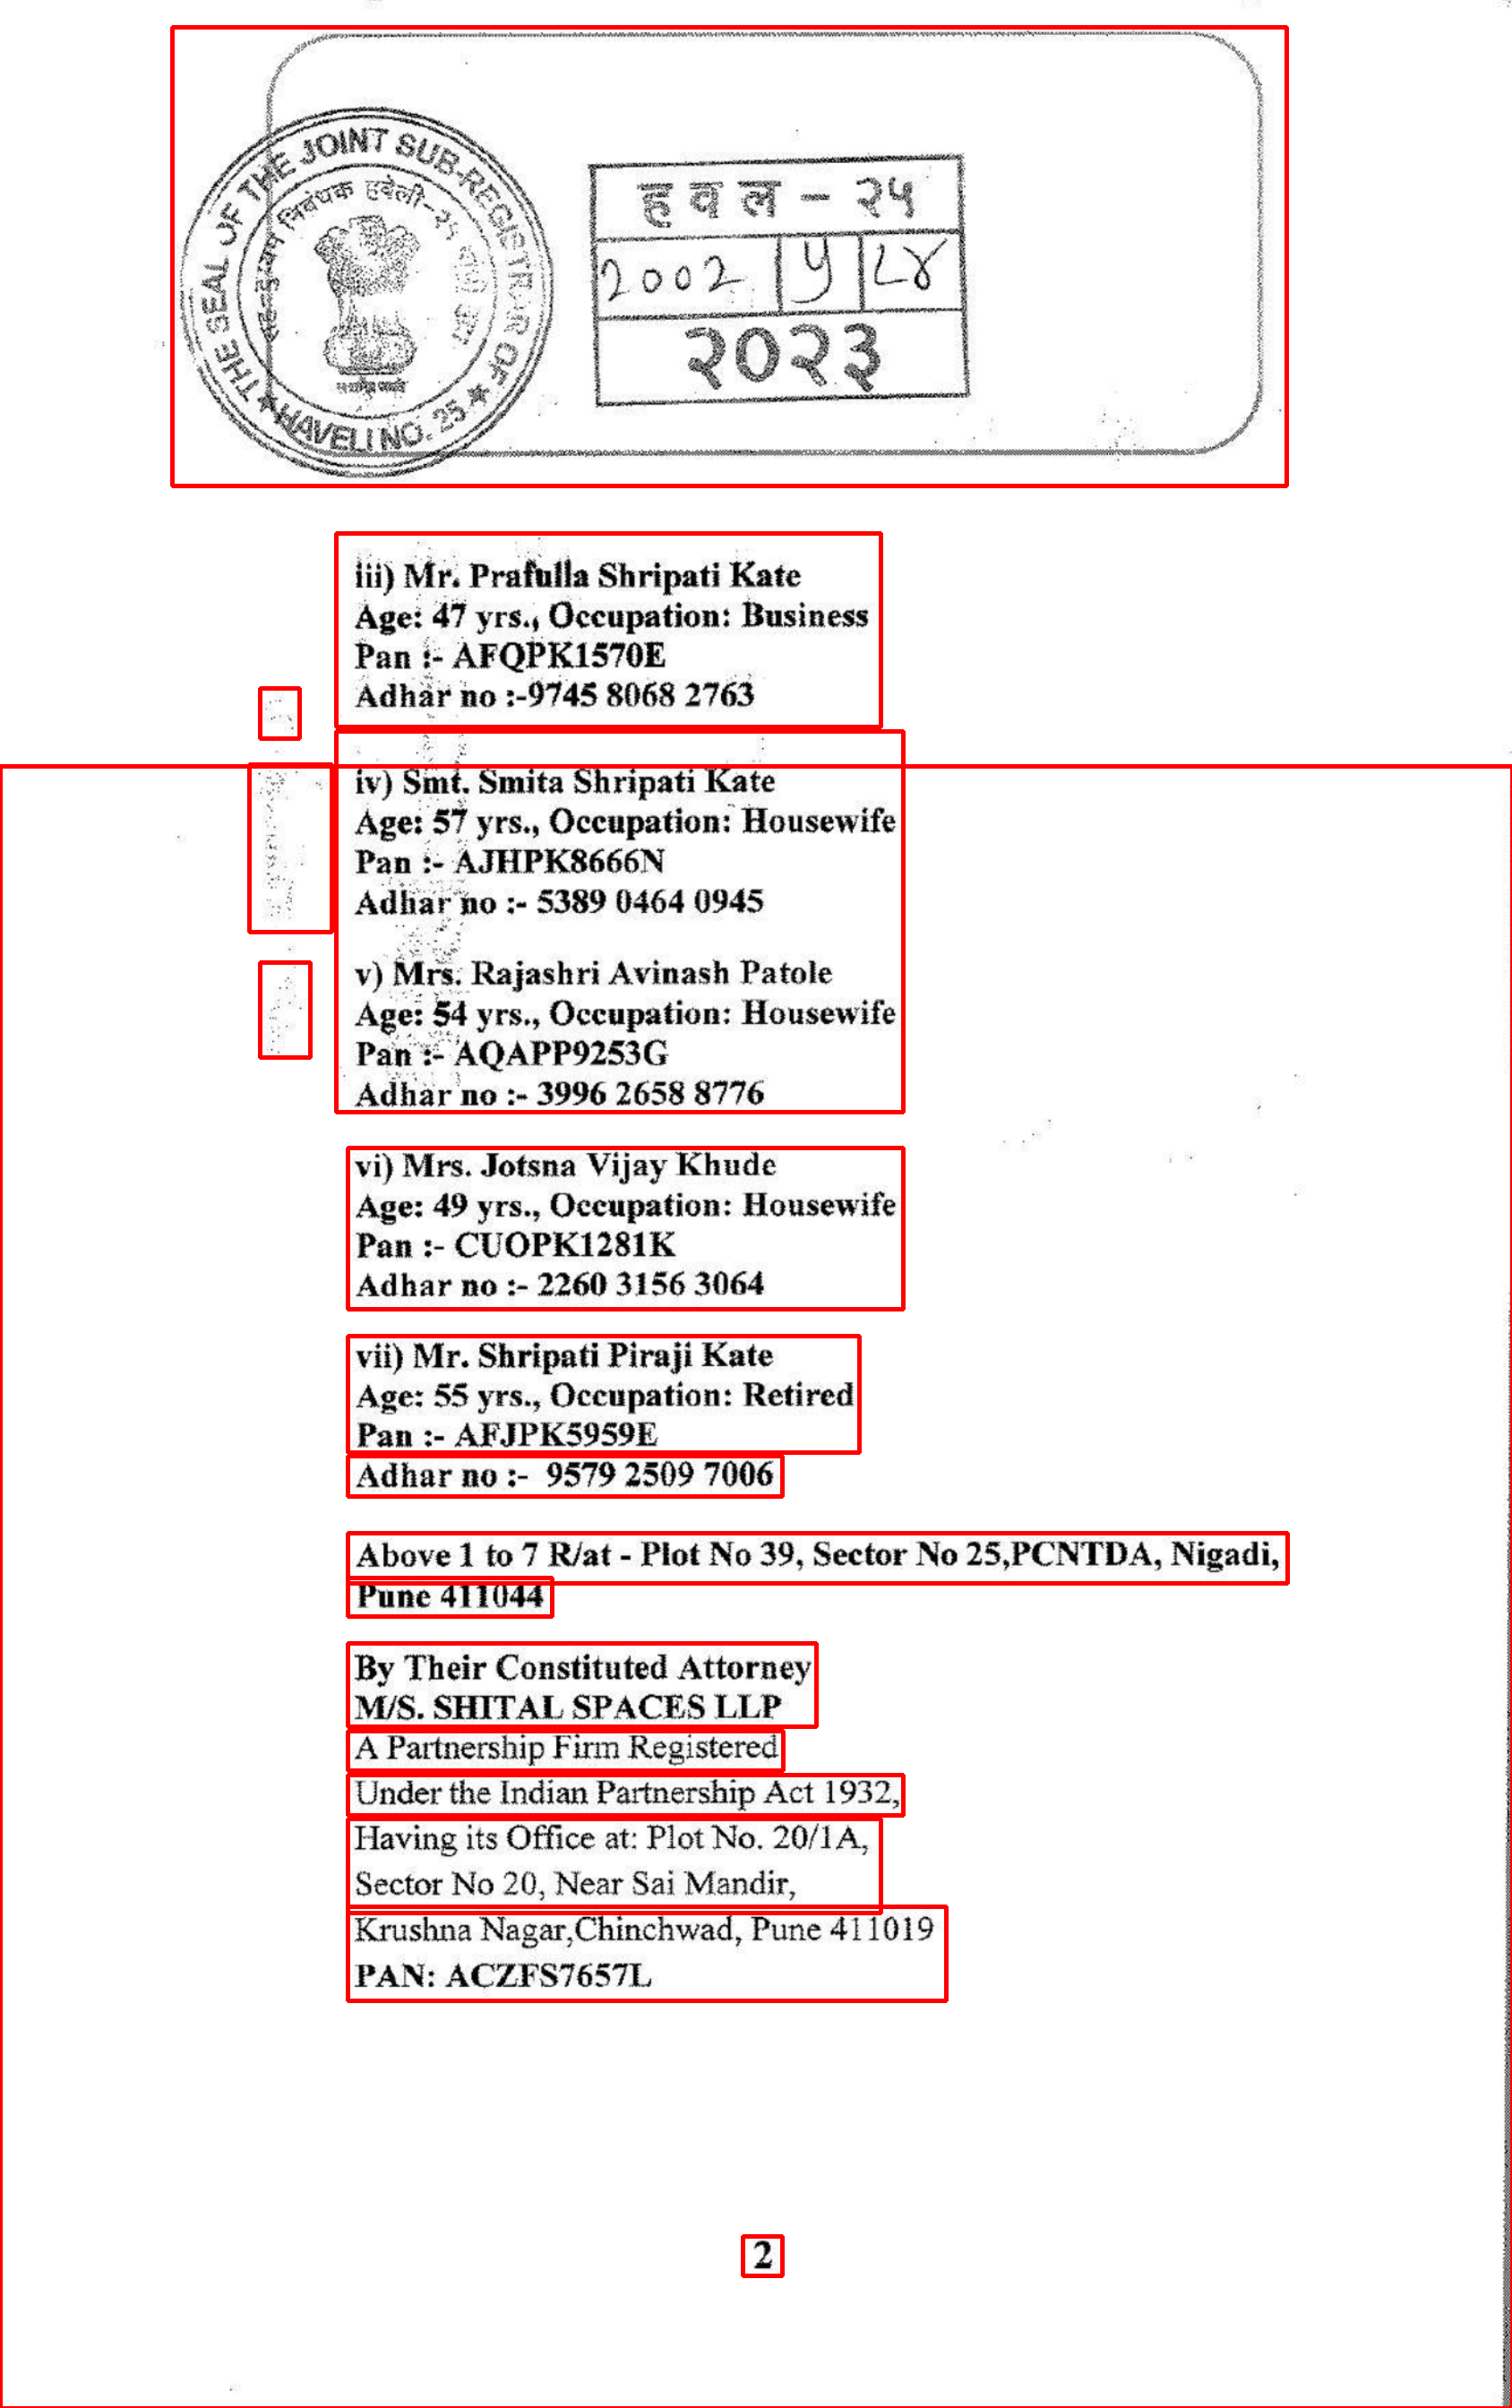 THE SEAL OF THE JOINT SUB-REGISTRAR OF
HAVELI NO. 25
निबंधक हवेली-२५
हवल - २५
2002 | ५ | ८४
२०२३
iii) Mr. Prafulla Shripati Kate
Age: 47 yrs., Occupation: Business
Pan :- AFQPK1570E
Adhar no :-9745 8068 2763
iv) Smt. Smita Shripati Kate
Age: 57 yrs., Occupation: Housewife
Pan :- AJHPK8666N
Adhar no :- 5389 0464 0945
v) Mrs. Rajashri Avinash Patole
Age: 54 yrs., Occupation: Housewife
Pan :- AQAPP9253G
Adhar no :- 3996 2658 8776
vi) Mrs. Jotsna Vijay Khude
Age: 49 yrs., Occupation: Housewife
Pan :- CUOPK1281K
Adhar no :- 2260 3156 3064
vii) Mr. Shripati Piraji Kate
Age: 55 yrs., Occupation: Retired
Pan :- AFJPK5959E
Adhar no :- 9579 2509 7006
Above 1 to 7 R/at - Plot No 39, Sector No 25,PCNTDA, Nigadi,
Pune 411044
By Their Constituted Attorney
M/S. SHITAL SPACES LLP
A Partnership Firm Registered
Under the Indian Partnership Act 1932,
Having its Office at: Plot No. 20/1A,
Sector No 20, Near Sai Mandir,
Krushna Nagar,Chinchwad, Pune 411019
PAN: ACZFS7657L
2